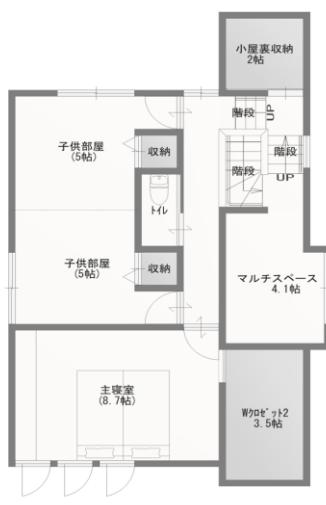 小屋裏収納
2帖
階段
UP
子供部屋
(5帖)
収納
階段
階段
UP
トイレ
子供部屋
(5帖)
収納
マルチスペース
4.1帖
主寝室
(8.7帖)
Wクロゼット2
3.5帖